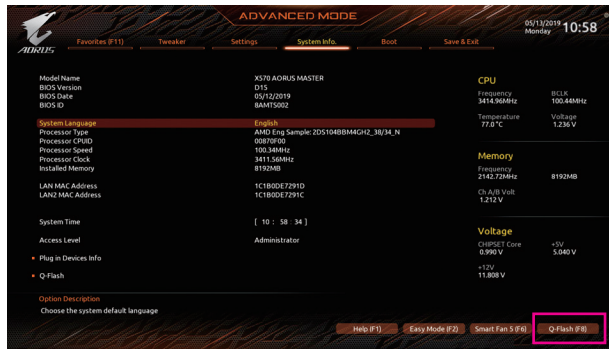 ADVANCED MODE
05/13/2019 Monday 10:58
AORUS
Favorites (F11) Tweaker Settings System Info. Boot Save & Exit
Model Name X570 AORUS MASTER
BIOS Version D15
BIOS Date 05/12/2019
BIOS ID 8AMTS002
System Language English
Processor Type AMD Eng Sample: 2DS104BBM4GH2_38/34_N
Processor CPUID 00870F00
Processor Speed 100.34MHz
Processor Clock 3411.56MHz
Installed Memory 8192MB
LAN MAC Address 1C1B0DE7291D
LAN2 MAC Address 1C1B0DE7291C
System Time [ 10 : 58 : 34 ]
Access Level Administrator
Plug in Devices Info
Q-Flash
Option Description
Choose the system default language
CPU
Frequency BCLK
3414.96MHz 100.44MHz
Temperature Voltage
77.0 °C 1.236 V
Memory
Frequency
2142.72MHz 8192MB
Ch A/B Volt
1.212 V
Voltage
CHIPSET Core +5V
0.990 V 5.040 V
+12V
11.808 V
Help (F1) Easy Mode (F2) Smart Fan 5 (F6) Q-Flash (F8)